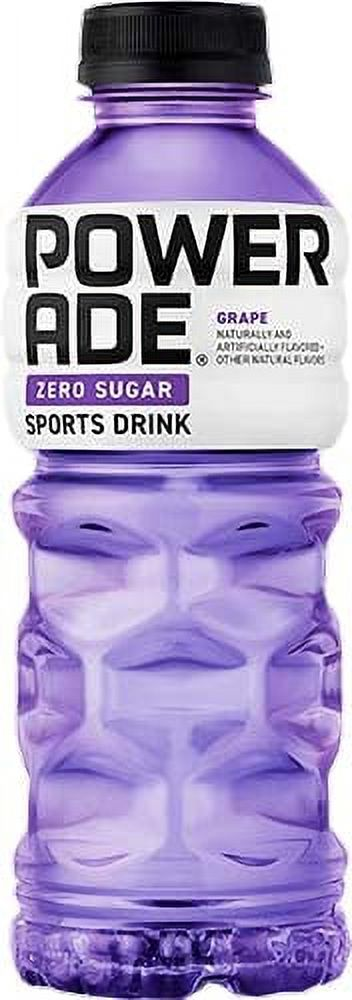 POWER
ADE®
GRAPE
NATURALLY AND
ARTIFICIALLY FLAVORED +
OTHER NATURAL FLAVORS
ZERO SUGAR
SPORTS DRINK